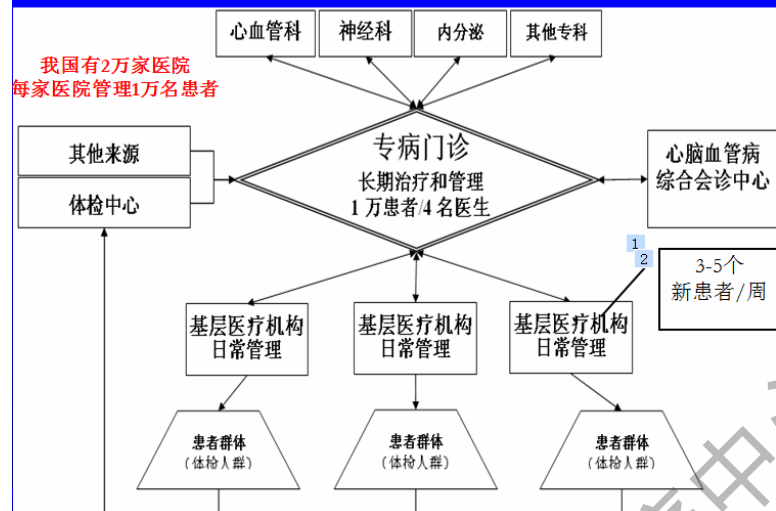 心血管科
神经科
内分泌
其他专科
我国有2万家医院
每家医院管理1万名患者
其他来源
体检中心
专病门诊
长期治疗和管理
1万患者/4名医生
心脑血管病
综合会诊中心
1
2
3-5个
新患者/周
基层医疗机构
日常管理
基层医疗机构
日常管理
基层医疗机构
日常管理
患者群体
(体检人群)
患者群体
(体检人群)
患者群体
(体检人群)